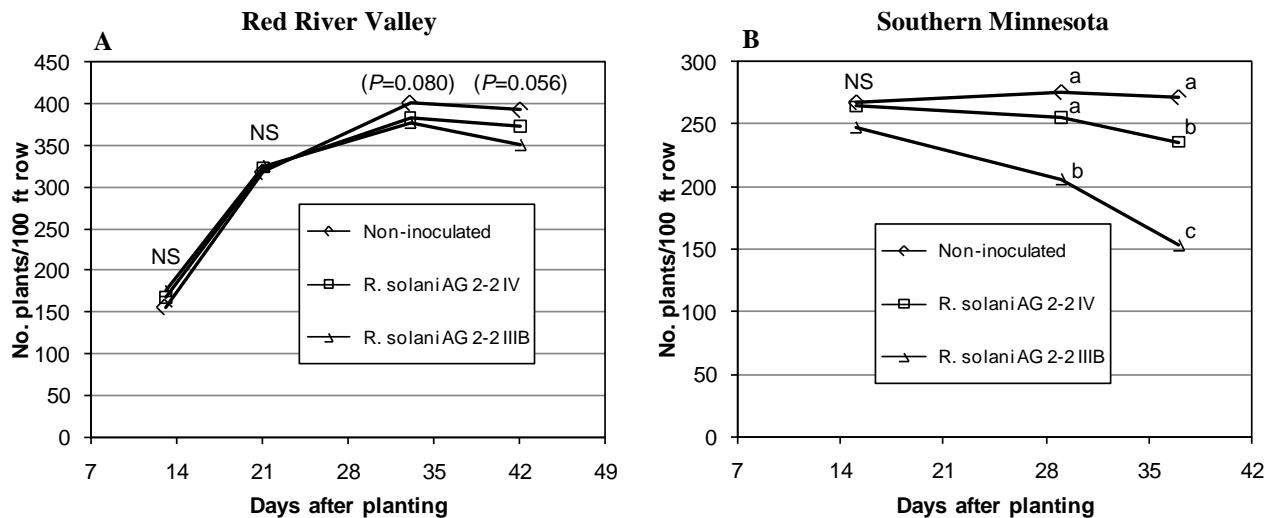 Red River Valley
A
No. plants/100 ft row
450
400
350
300
250
200
150
100
50
0
NS
NS
(P=0.080)
(P=0.056)
Non-inoculated
R. solani AG 2-2 IV
R. solani AG 2-2 IIIB
7
14
21
28
35
42
49
Days after planting
Southern Minnesota
B
No. plants/100 ft row
300
250
200
150
100
50
0
NS
a
a
a
b
b
c
Non-inoculated
R. solani AG 2-2 IV
R. solani AG 2-2 IIIB
7
14
21
28
35
42
Days after planting